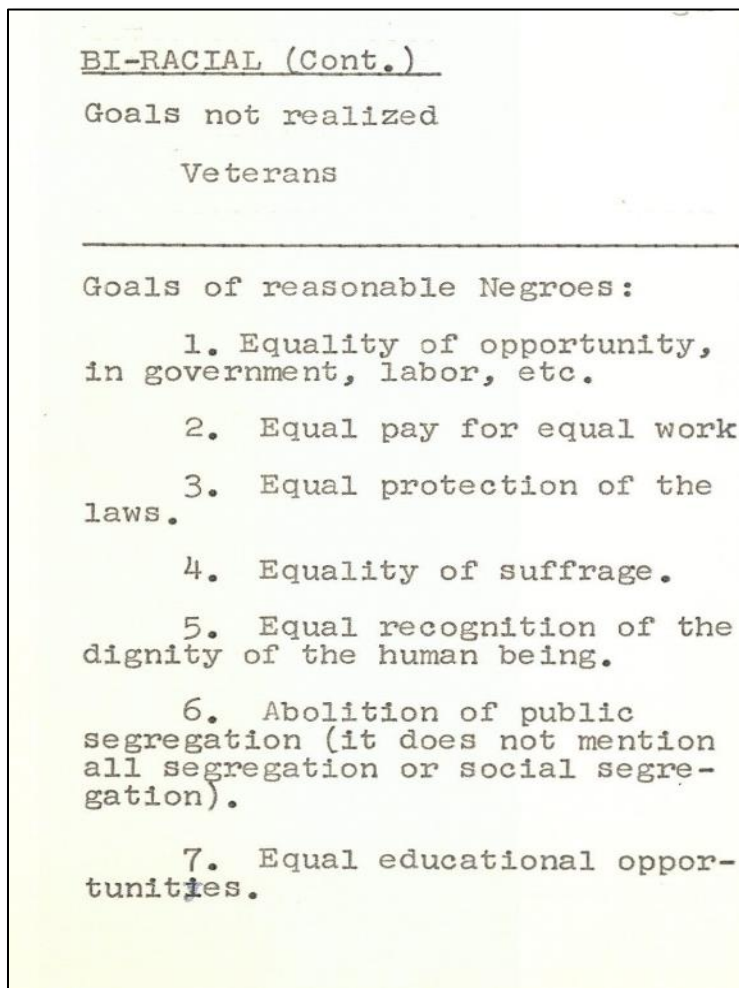 BI-RACIAL (Cont.)
Goals not realized
Veterans
Goals of reasonable Negroes:
1. Equality of opportunity,
in government, labor, etc.
2. Equal pay for equal work
3. Equal protection of the
laws.
4. Equality of suffrage.
5. Equal recognition of the
dignity of the human being.
6. Abolition of public
segregation (it does not mention
all segregation or social segre-
gation).
7. Equal educational oppor-
tunities.